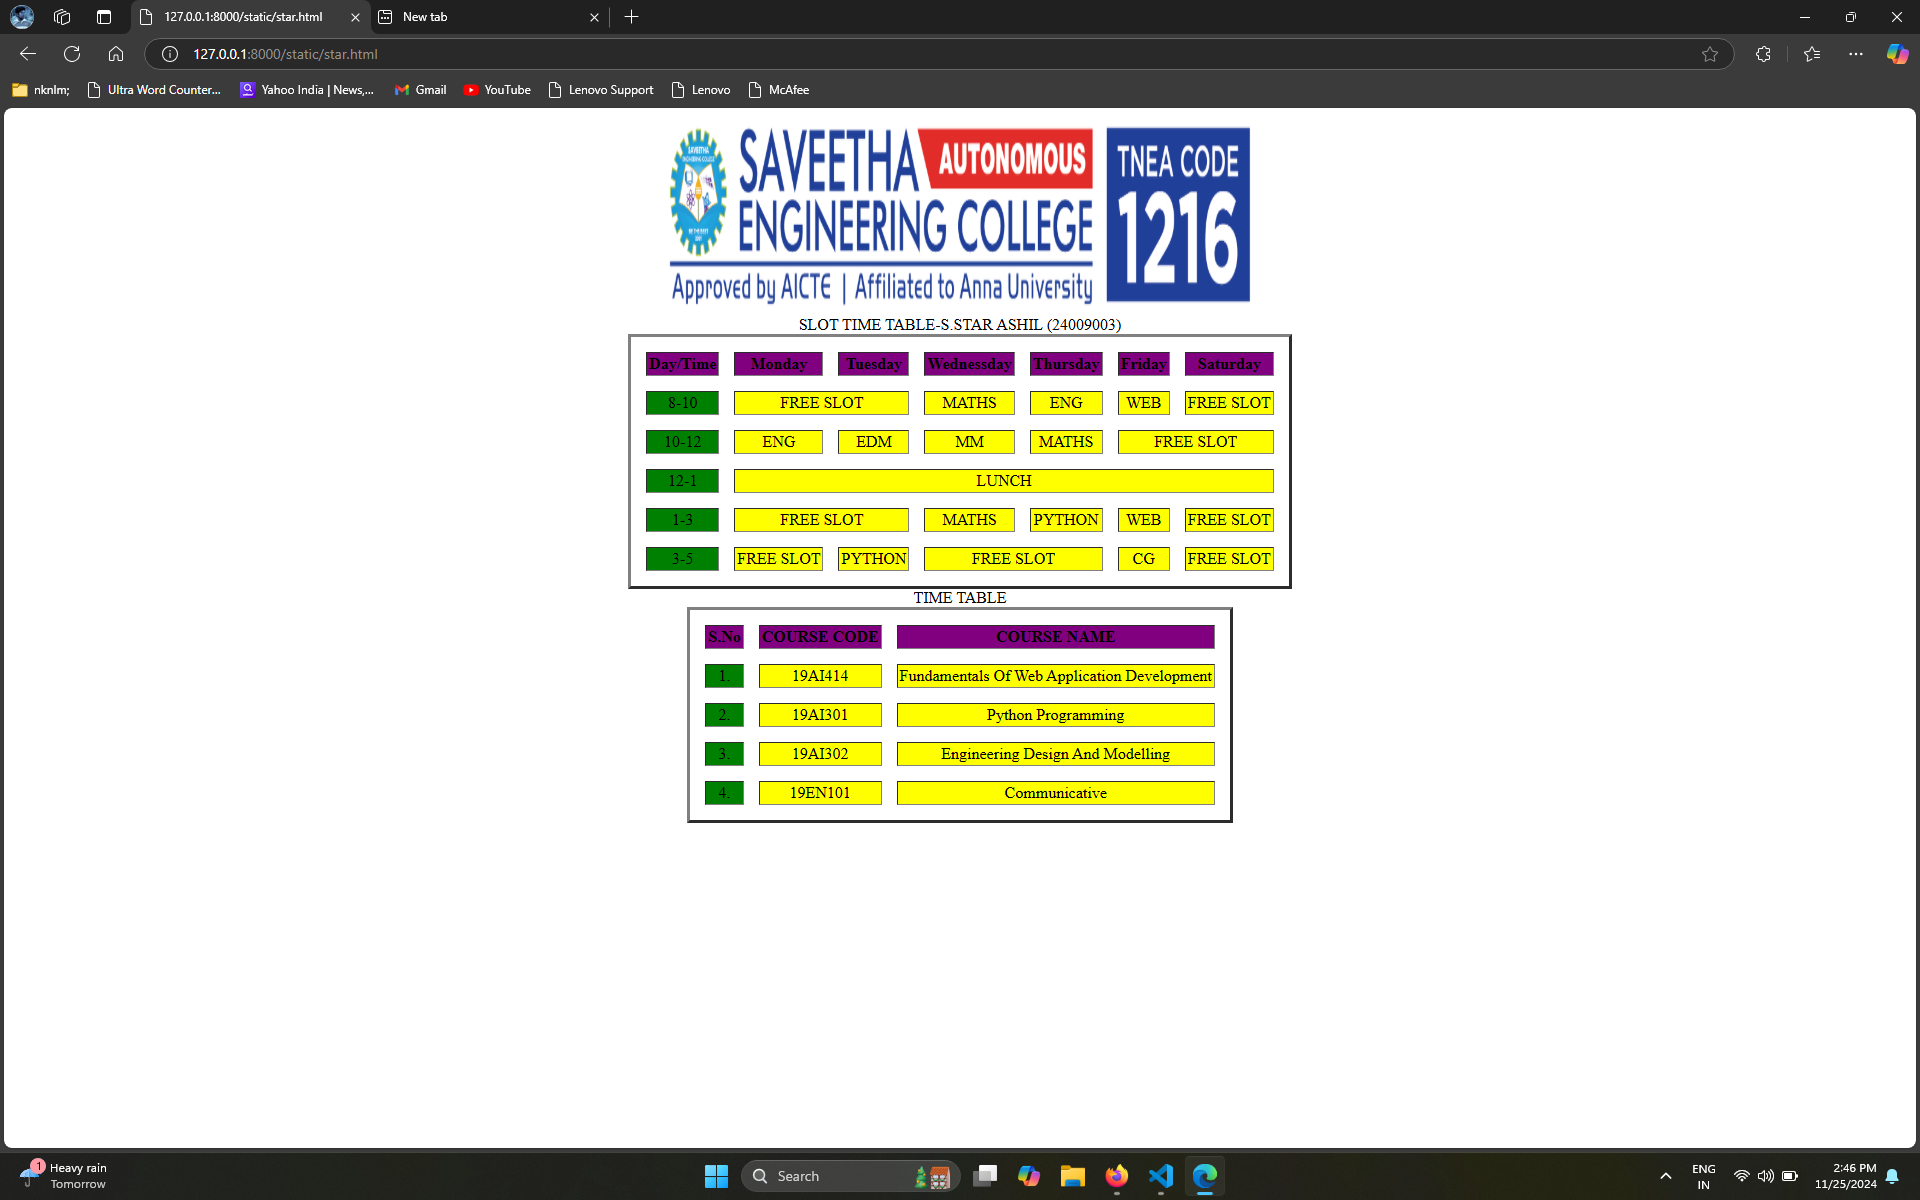 127.0.0.1:8000/static/star.html
New tab
127.0.0.1:8000/static/star.html
nknlm;
Ultra Word Counter...
Yahoo India | News,...
Gmail
YouTube
Lenovo Support
Lenovo
McAfee
SAVEETHA AUTONOMOUS
ENGINEERING COLLEGE
Approved by AICTE | Affiliated to Anna University
TNEA CODE
1216
SAVEETHA
ENGINEERING COLLEGE
SLOT TIME TABLE-S.STAR ASHIL (24009003)
Day/Time Monday Tuesday Wednessday Thursday Friday Saturday
8-10 FREE SLOT MATHS ENG WEB FREE SLOT
10-12 ENG EDM MM MATHS FREE SLOT
12-1 LUNCH
1-3 FREE SLOT MATHS PYTHON WEB FREE SLOT
3-5 FREE SLOT PYTHON FREE SLOT CG FREE SLOT
TIME TABLE
S.No COURSE CODE COURSE NAME
1. 19AI414 Fundamentals Of Web Application Development
2. 19AI301 Python Programming
3. 19AI302 Engineering Design And Modelling
4. 19EN101 Communicative
1
Heavy rain
Tomorrow
Search
ENG
IN
2:46 PM
11/25/2024